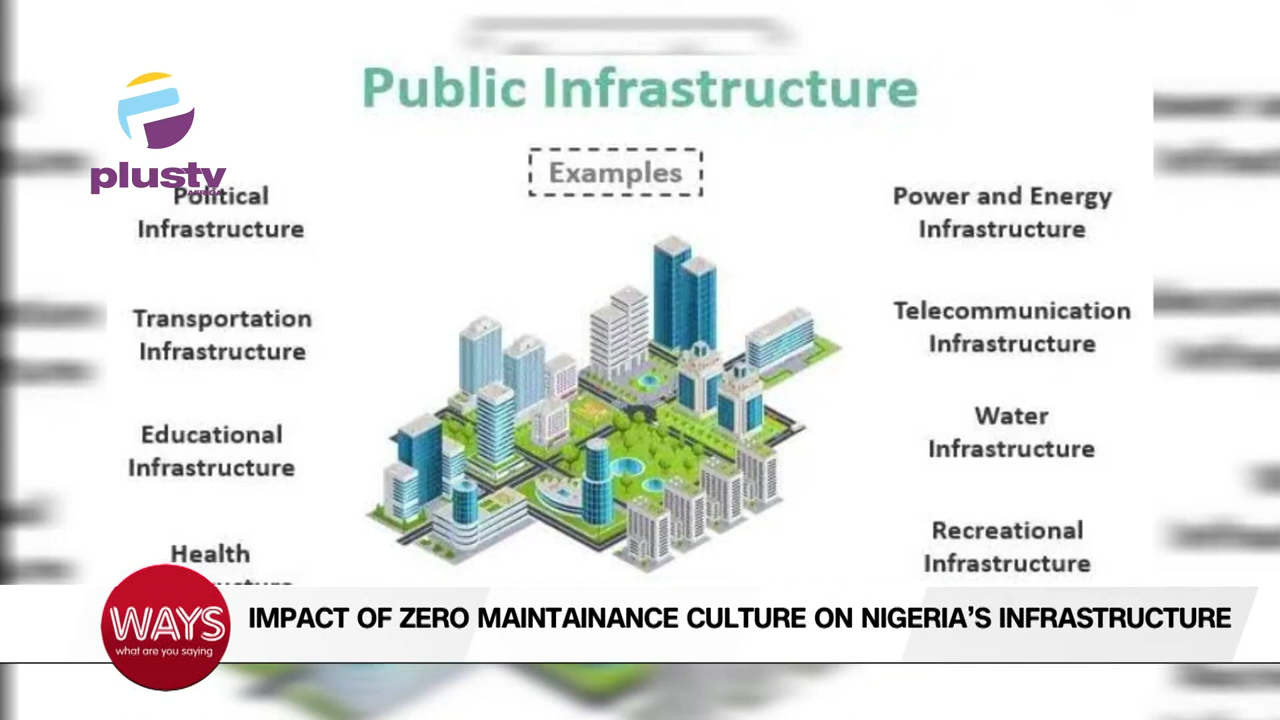 Public Infrastructure
Examples
plustv
AFRICA
Political
Infrastructure
Transportation
Infrastructure
Educational
Infrastructure
Health
Power and Energy
Infrastructure
Telecommunication
Infrastructure
Water
Infrastructure
Recreational
Infrastructure
WAYS
what are you saying
IMPACT OF ZERO MAINTAINANCE CULTURE ON NIGERIA'S INFRASTRUCTURE